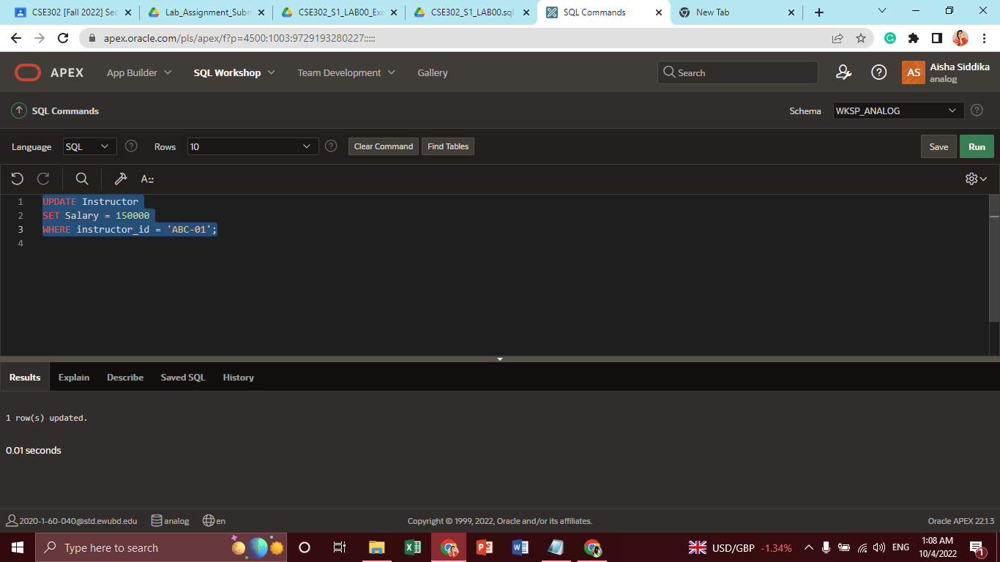 CSE302 [Fall 2022] Sec
Lab_Assignment_Subm
CSE302_S1_LAB00_Exe
CSE302_S1_LAB00.sql
SQL Commands
New Tab
apex.oracle.com/pls/apex/f?p=4500:1003:9729193280227:::::
APEX
App Builder
SQL Workshop
Team Development
Gallery
Search
AS
Aisha Siddika
analog
SQL Commands
Schema
WKSP_ANALOG
Language
SQL
Rows
10
Clear Command
Find Tables
Save
Run
A::
1 UPDATE Instructor
2 SET Salary = 150000
3 WHERE instructor_id = 'ABC-01';
4
Results
Explain
Describe
Saved SQL
History
1 row(s) updated.
0.01 seconds
2020-1-60-040@std.ewubd.edu
analog
en
Copyright © 1999, 2022, Oracle and/or its affiliates.
Oracle APEX 22.1.3
Type here to search
USD/GBP -1.34%
ENG
1:08 AM
10/4/2022
1